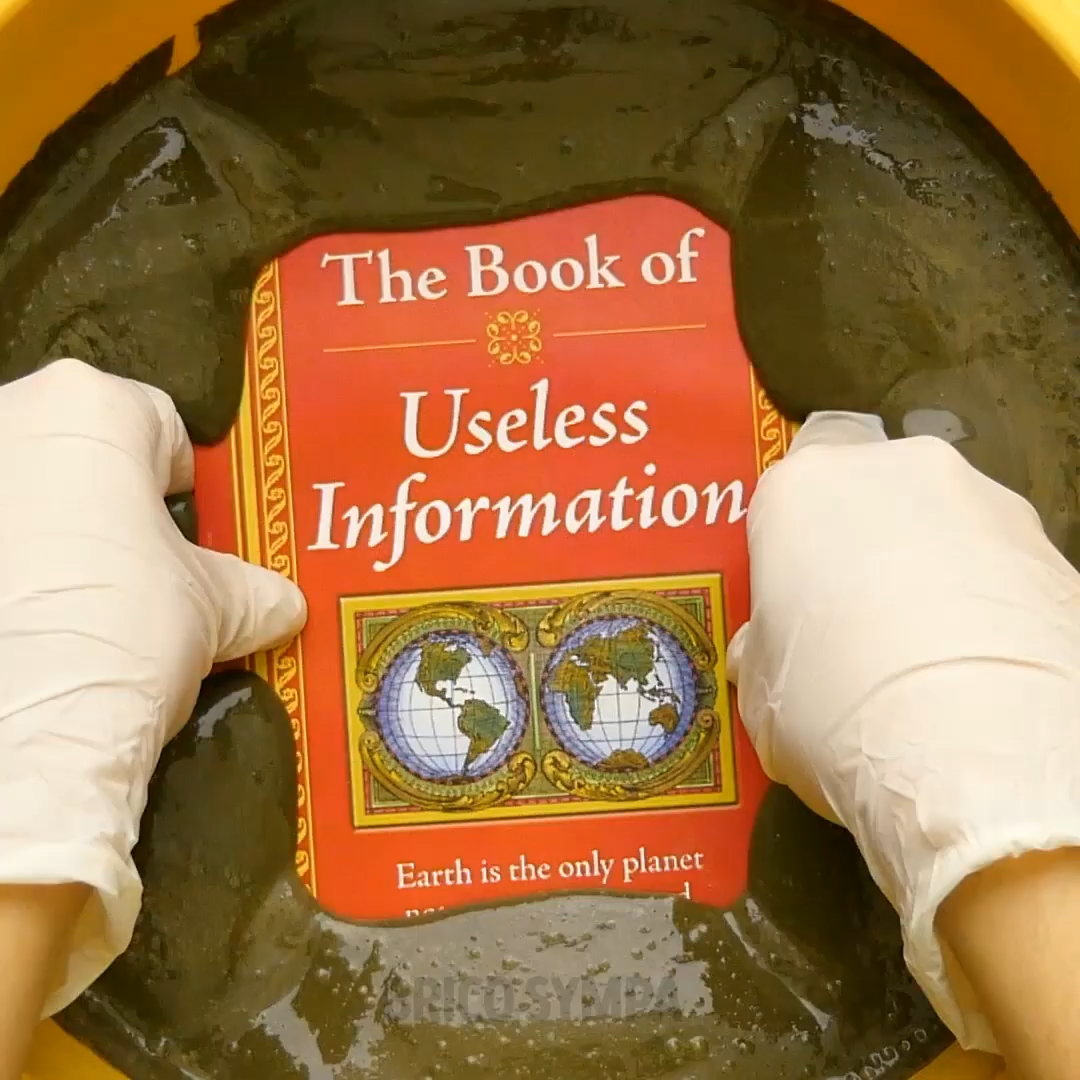 The Book of
Useless
Information
Earth is the only planet
BRICO SYMPA